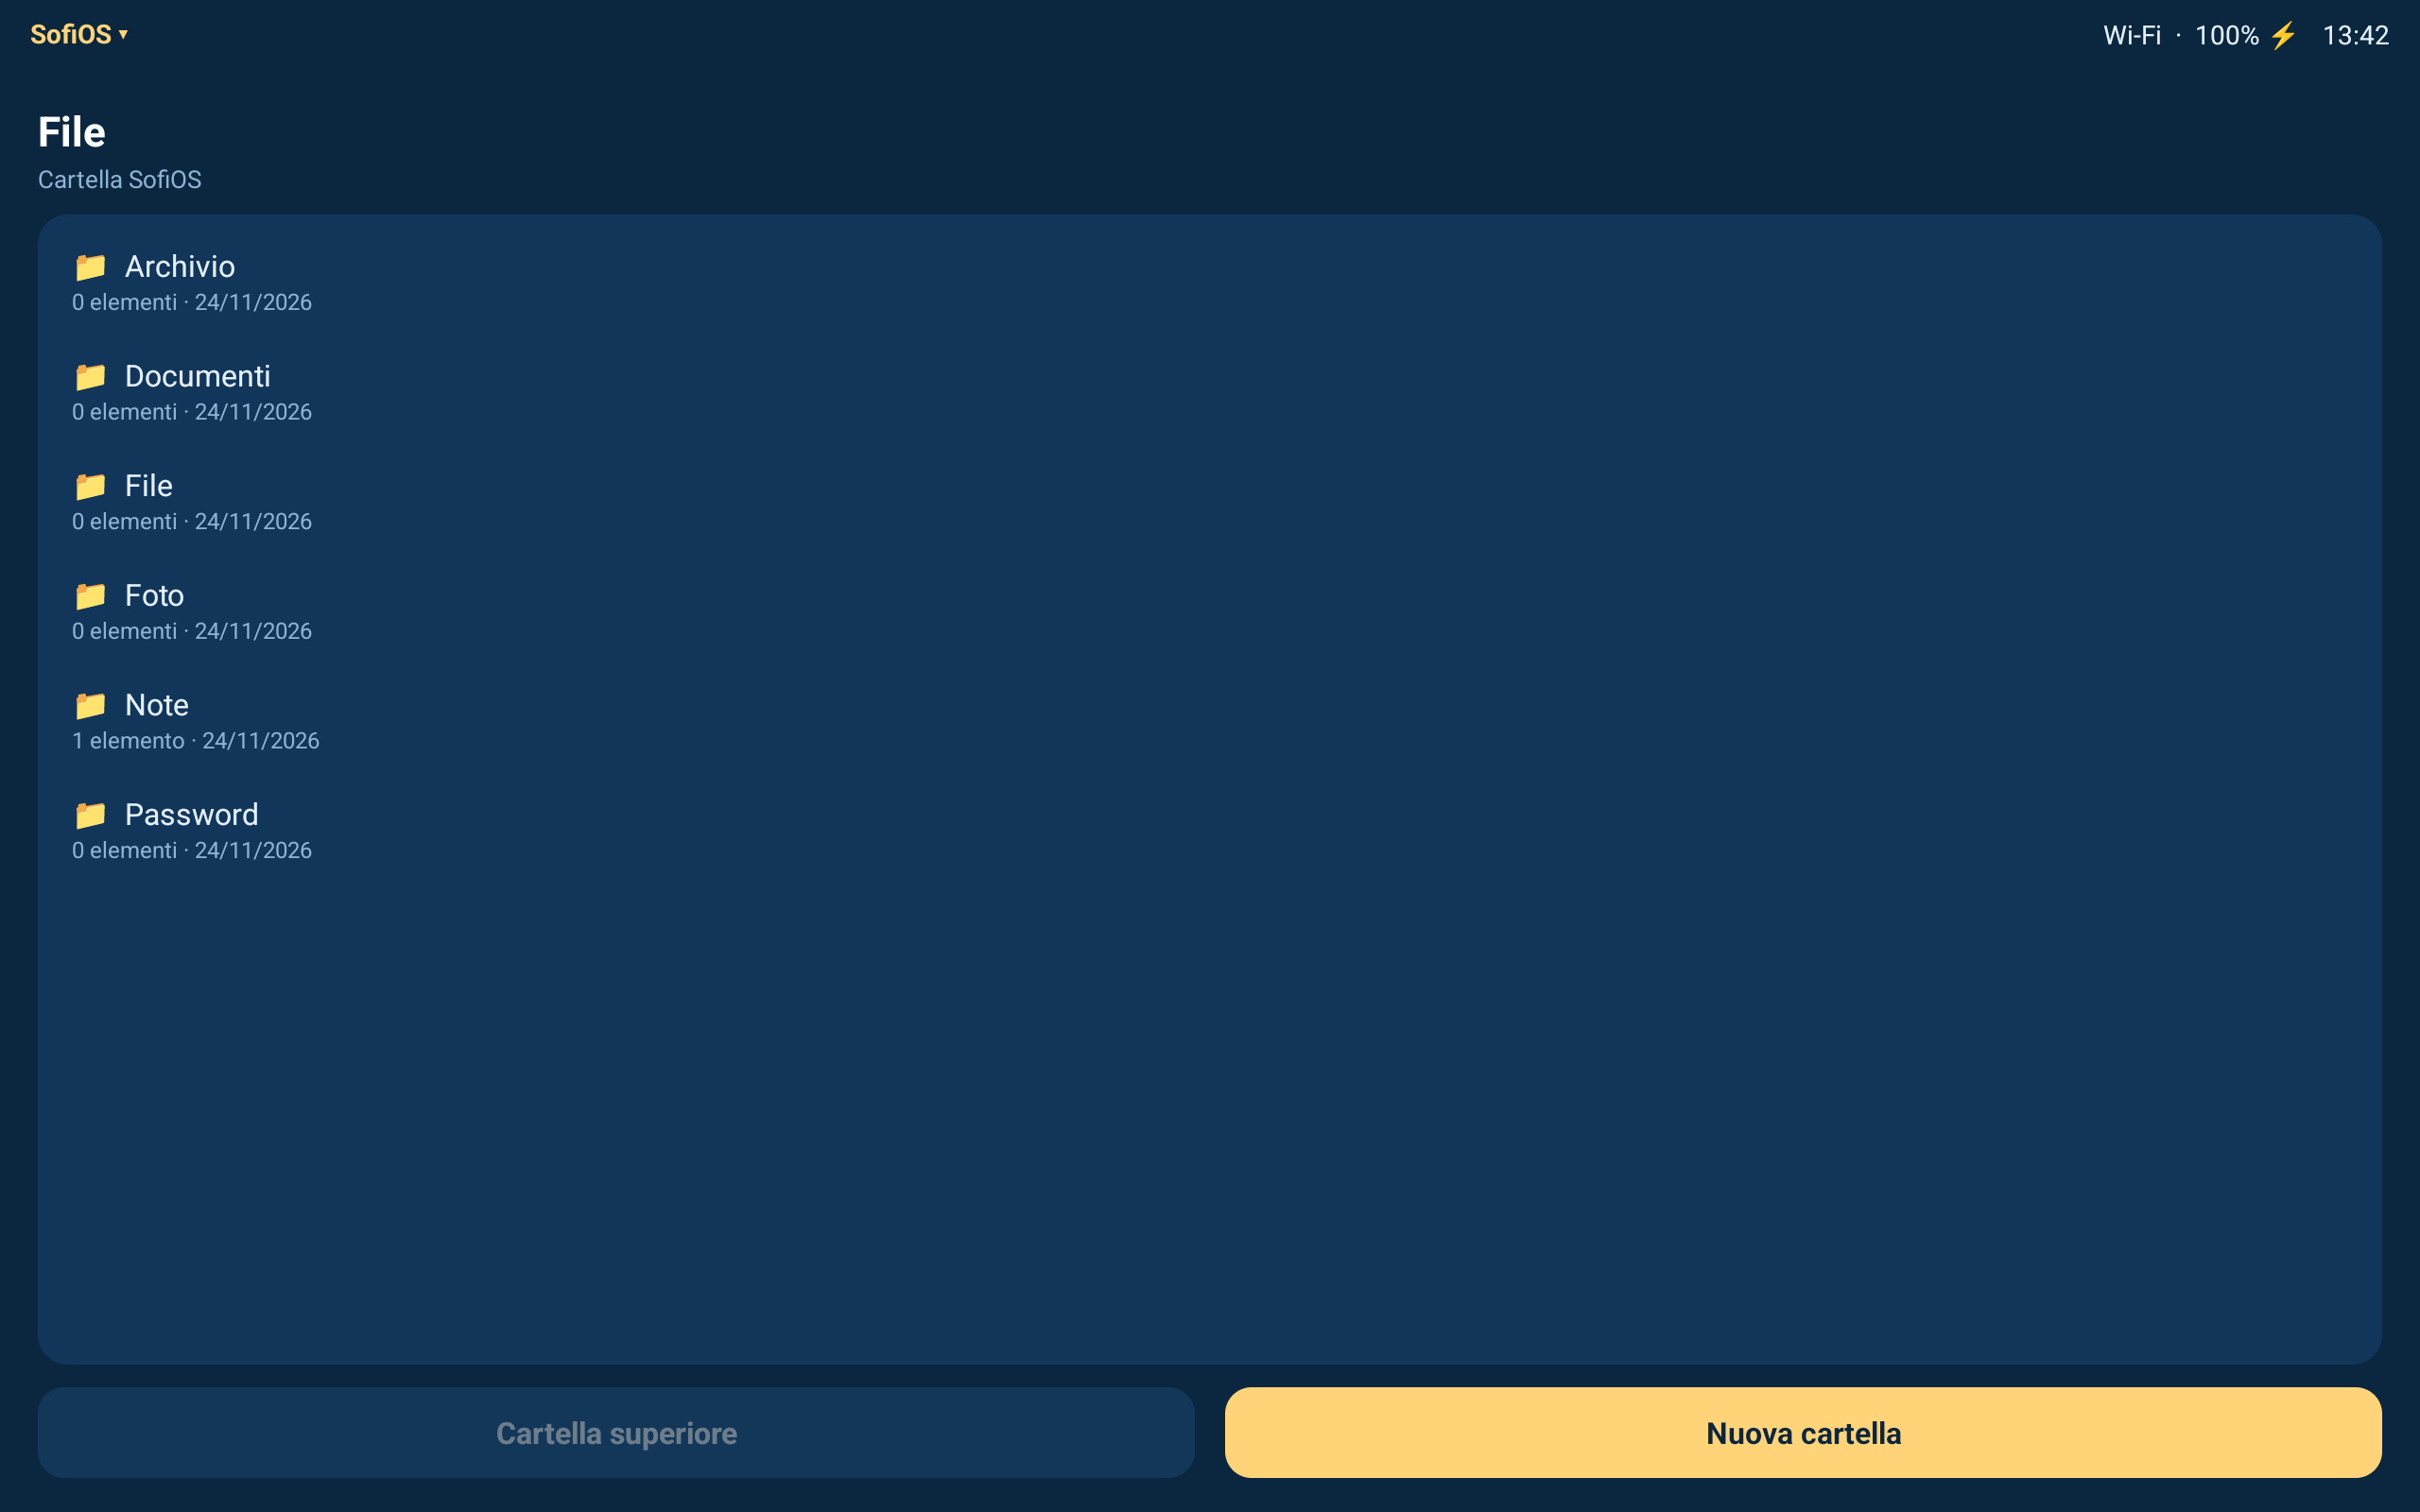 SofiOS ▾
Wi-Fi · 100% ⚡ 13:42
File
Cartella SofiOS
Archivio
0 elementi · 24/11/2026
Documenti
0 elementi · 24/11/2026
File
0 elementi · 24/11/2026
Foto
0 elementi · 24/11/2026
Note
1 elemento · 24/11/2026
Password
0 elementi · 24/11/2026
Cartella superiore
Nuova cartella